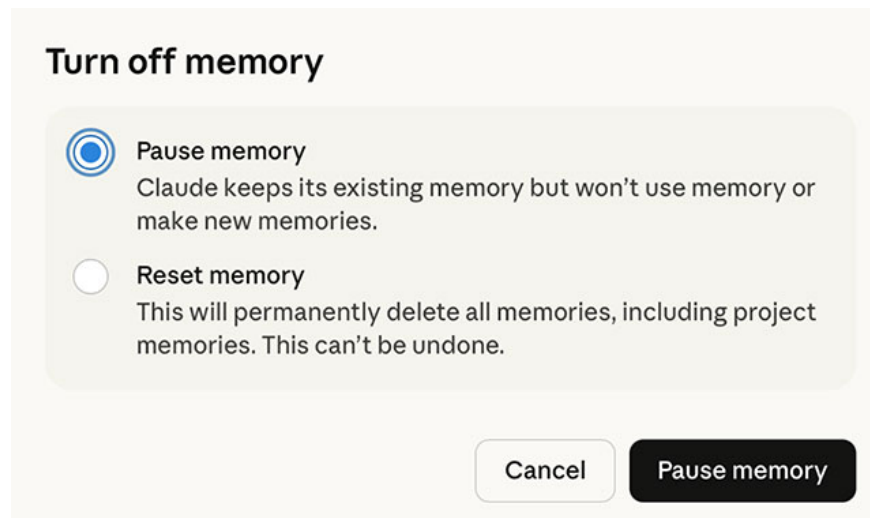 Turn off memory
Pause memory
Claude keeps its existing memory but won’t use memory or
make new memories.
Reset memory
This will permanently delete all memories, including project
memories. This can’t be undone.
Cancel
Pause memory